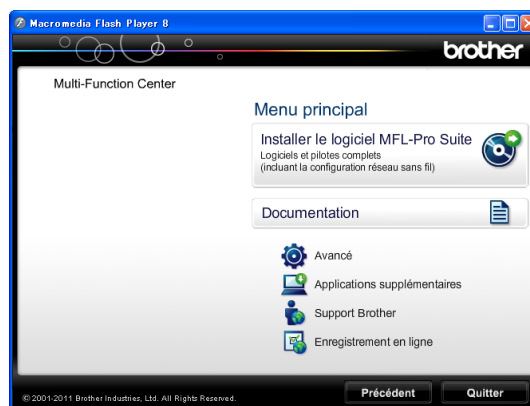 Macromedia Flash Player 8
brother
Multi-Function Center
Menu principal
Installer le logiciel MFL-Pro Suite
Logiciels et pilotes complets
(incluant la configuration réseau sans fil)
Documentation
Avancé
Applications supplémentaires
Support Brother
Enregistrement en ligne
© 2001-2011 Brother Industries, Ltd. All Rights Reserved.
Précédent
Quitter